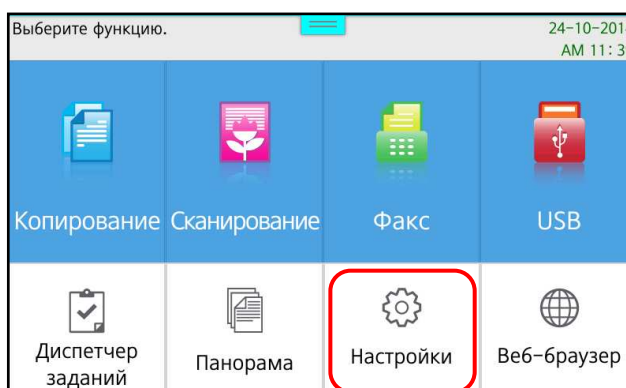 Выберите функцию.
24-10-201
AM 11: 3
Копирование
Сканирование
Факс
USB
Диспетчер
заданий
Панорама
Настройки
Веб-браузер